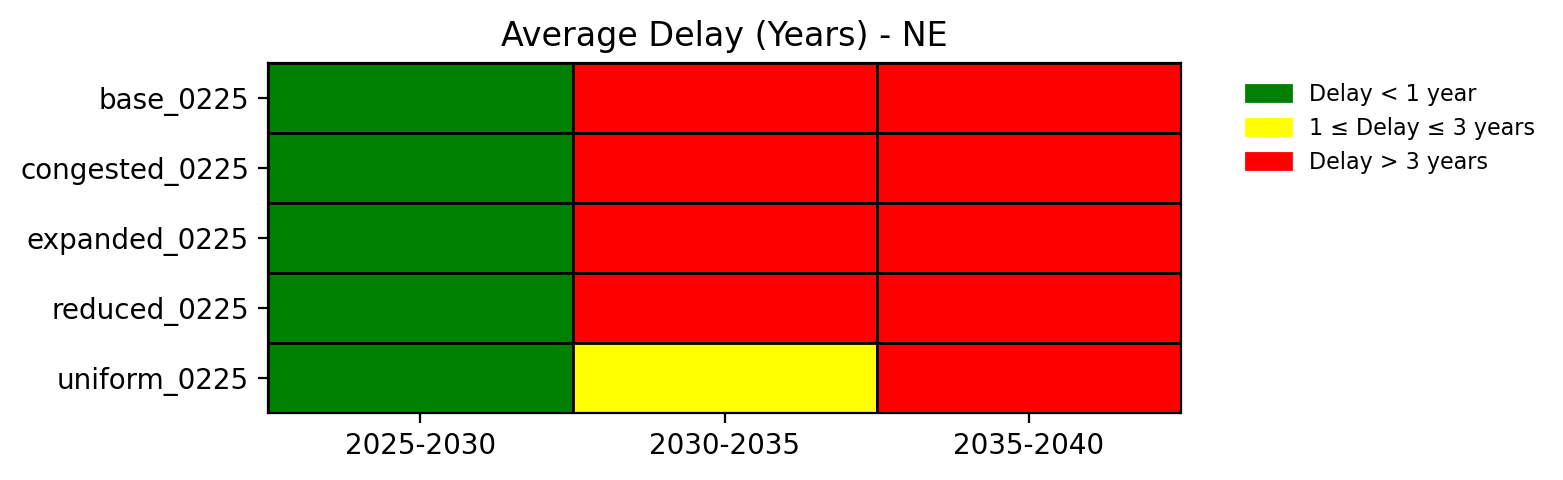 Average Delay (Years) - NE
base_0225
congested_0225
expanded_0225
reduced_0225
uniform_0225
2025-2030
2030-2035
2035-2040
Delay < 1 year
1 ≤ Delay ≤ 3 years
Delay > 3 years